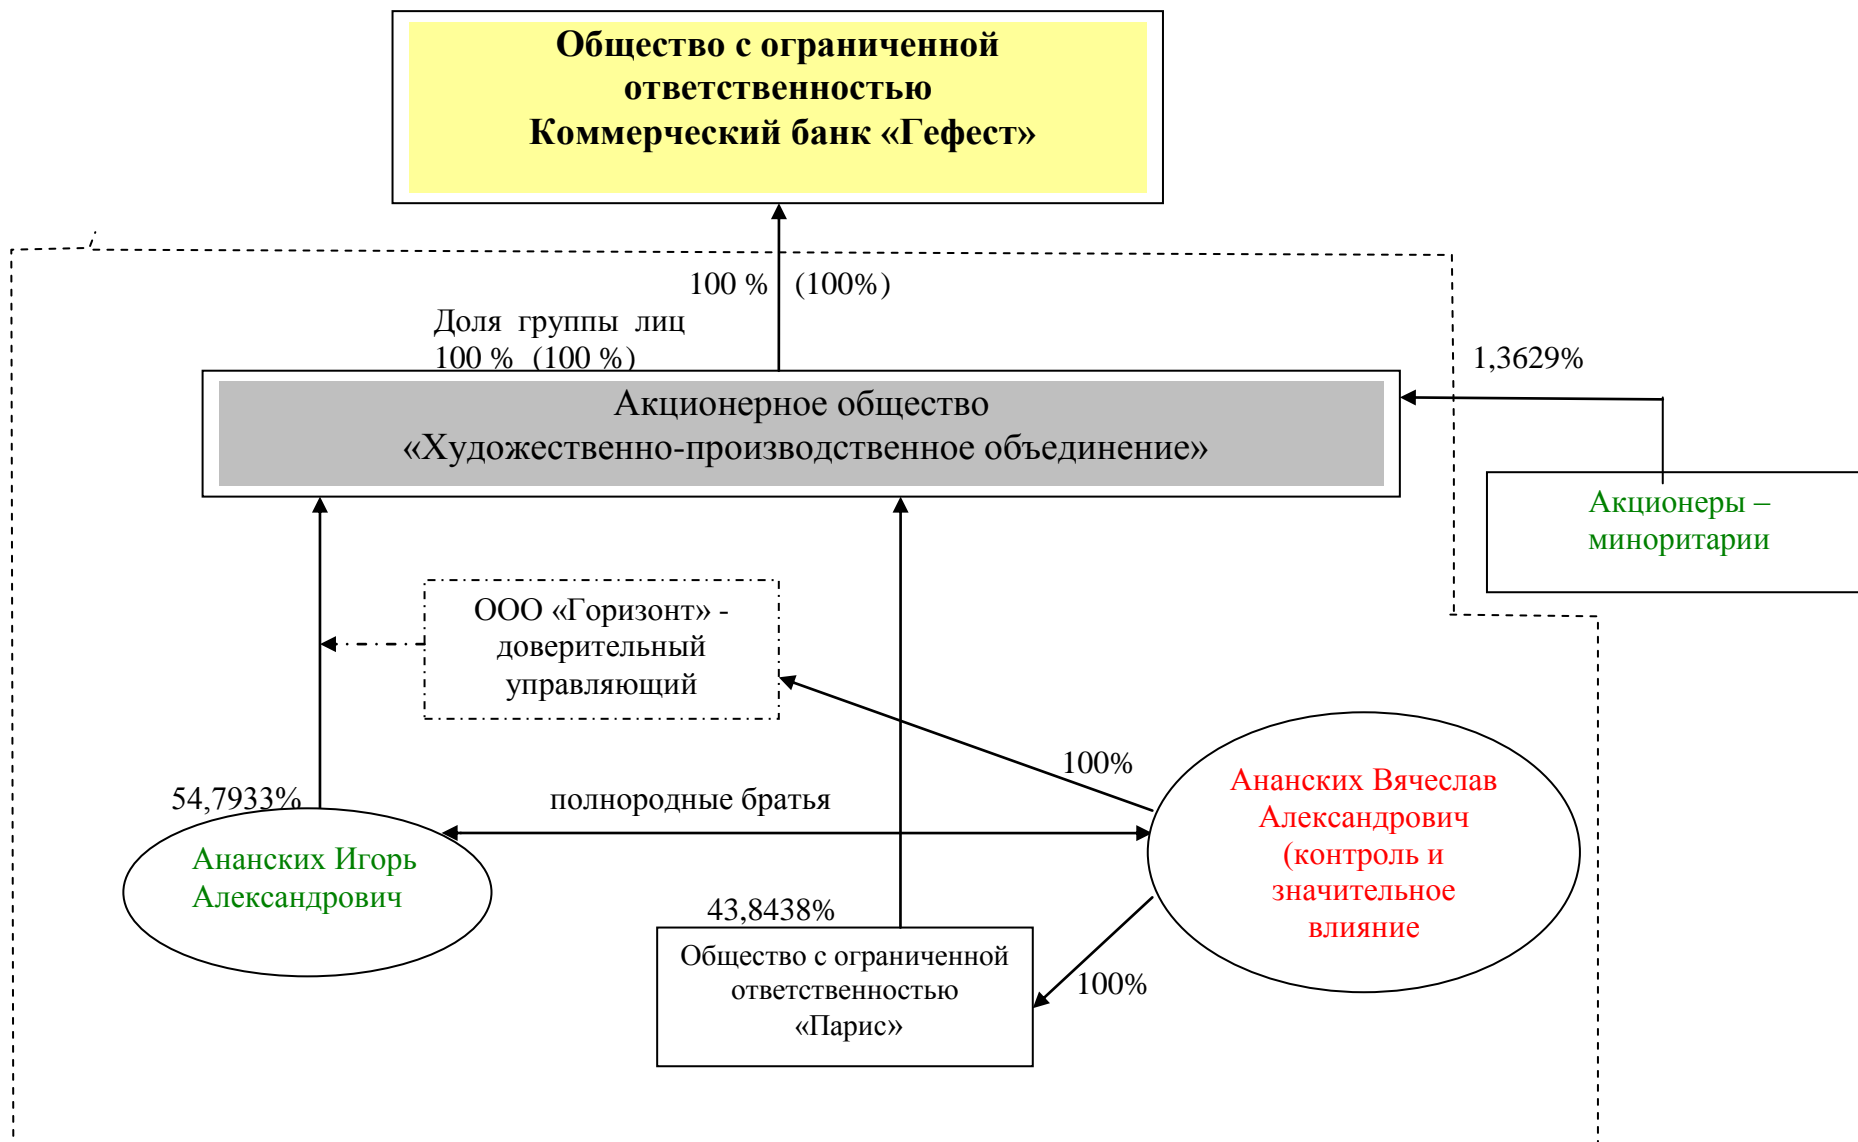 Общество с ограниченной
ответственностью
Коммерческий банк «Гефест»
100 % (100%)
Доля группы лиц
100 % (100 %)
1,3629%
Акционерное общество
«Художественно-производственное объединение»
Акционеры –
миноритарии
ООО «Горизонт» -
доверительный
управляющий
100%
54,7933%
полнородные братья
Ананских Вячеслав
Александрович
(контроль и
значительное
влияние
Ананских Игорь
Александрович
43,8438%
Общество с ограниченной
ответственностью
«Парис»
100%